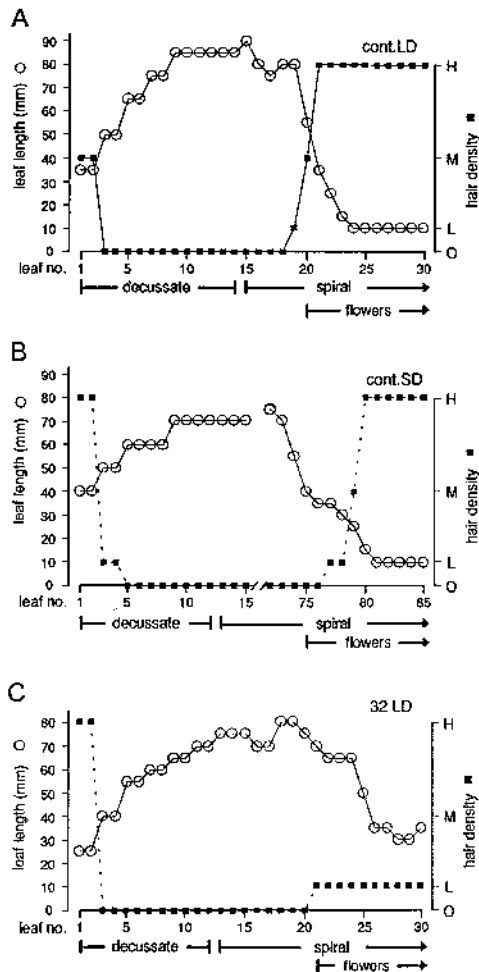 A
cont.LD
leaf length (mm)
90
80
70
60
50
40
30
20
10
0
H
M
L
O
hair density
leaf no.
1 5 10 15 20 25 30
decussate spiral
flowers
B
cont.SD
leaf length (mm)
90
80
70
60
50
40
30
20
10
0
H
M
L
O
hair density
leaf no.
1 5 10 15 75 80 85
decussate spiral
flowers
C
32 LD
leaf length (mm)
80
70
60
50
40
30
20
10
0
H
M
L
O
hair density
leaf no.
1 5 10 15 20 25 30
decussate spiral
flowers